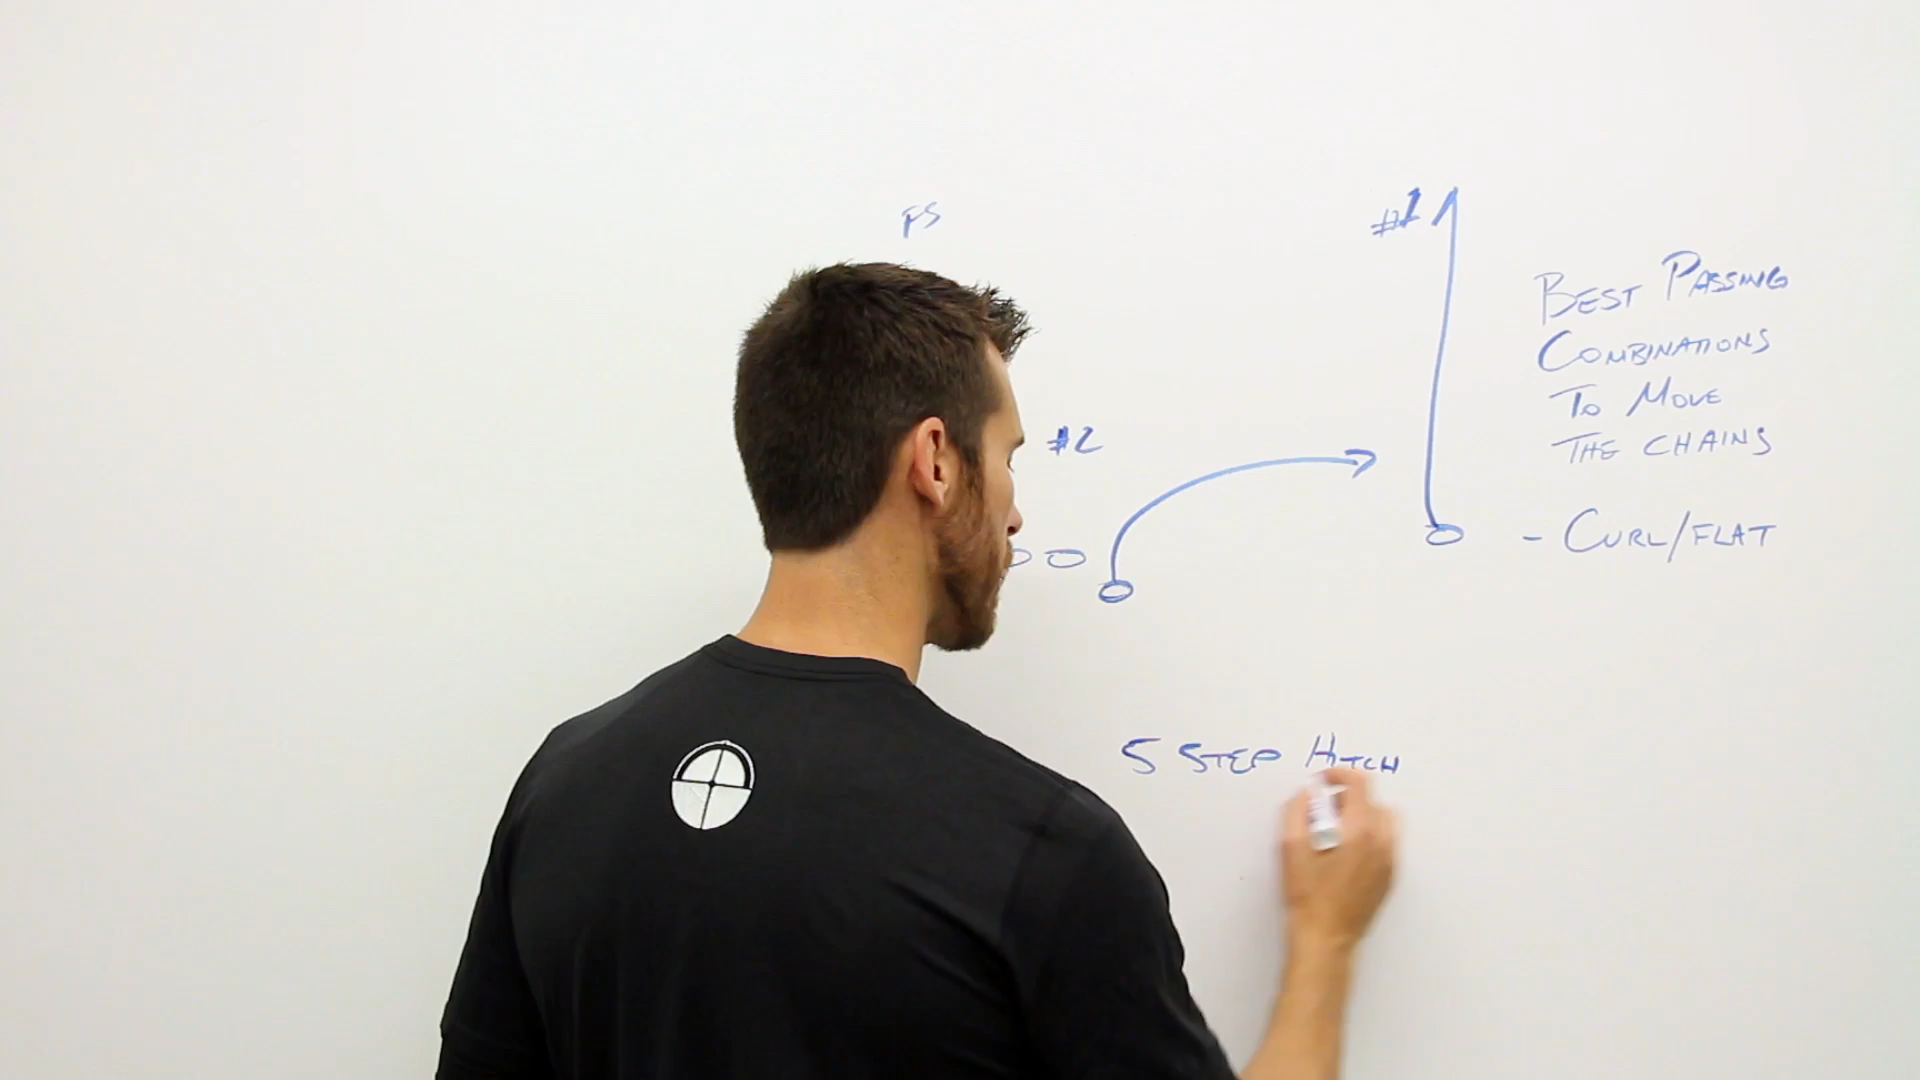 FS
#1
BEST PASSING
COMBINATIONS
TO MOVE
THE CHAINS
#2
- CURL/FLAT
5 STEP HITCH